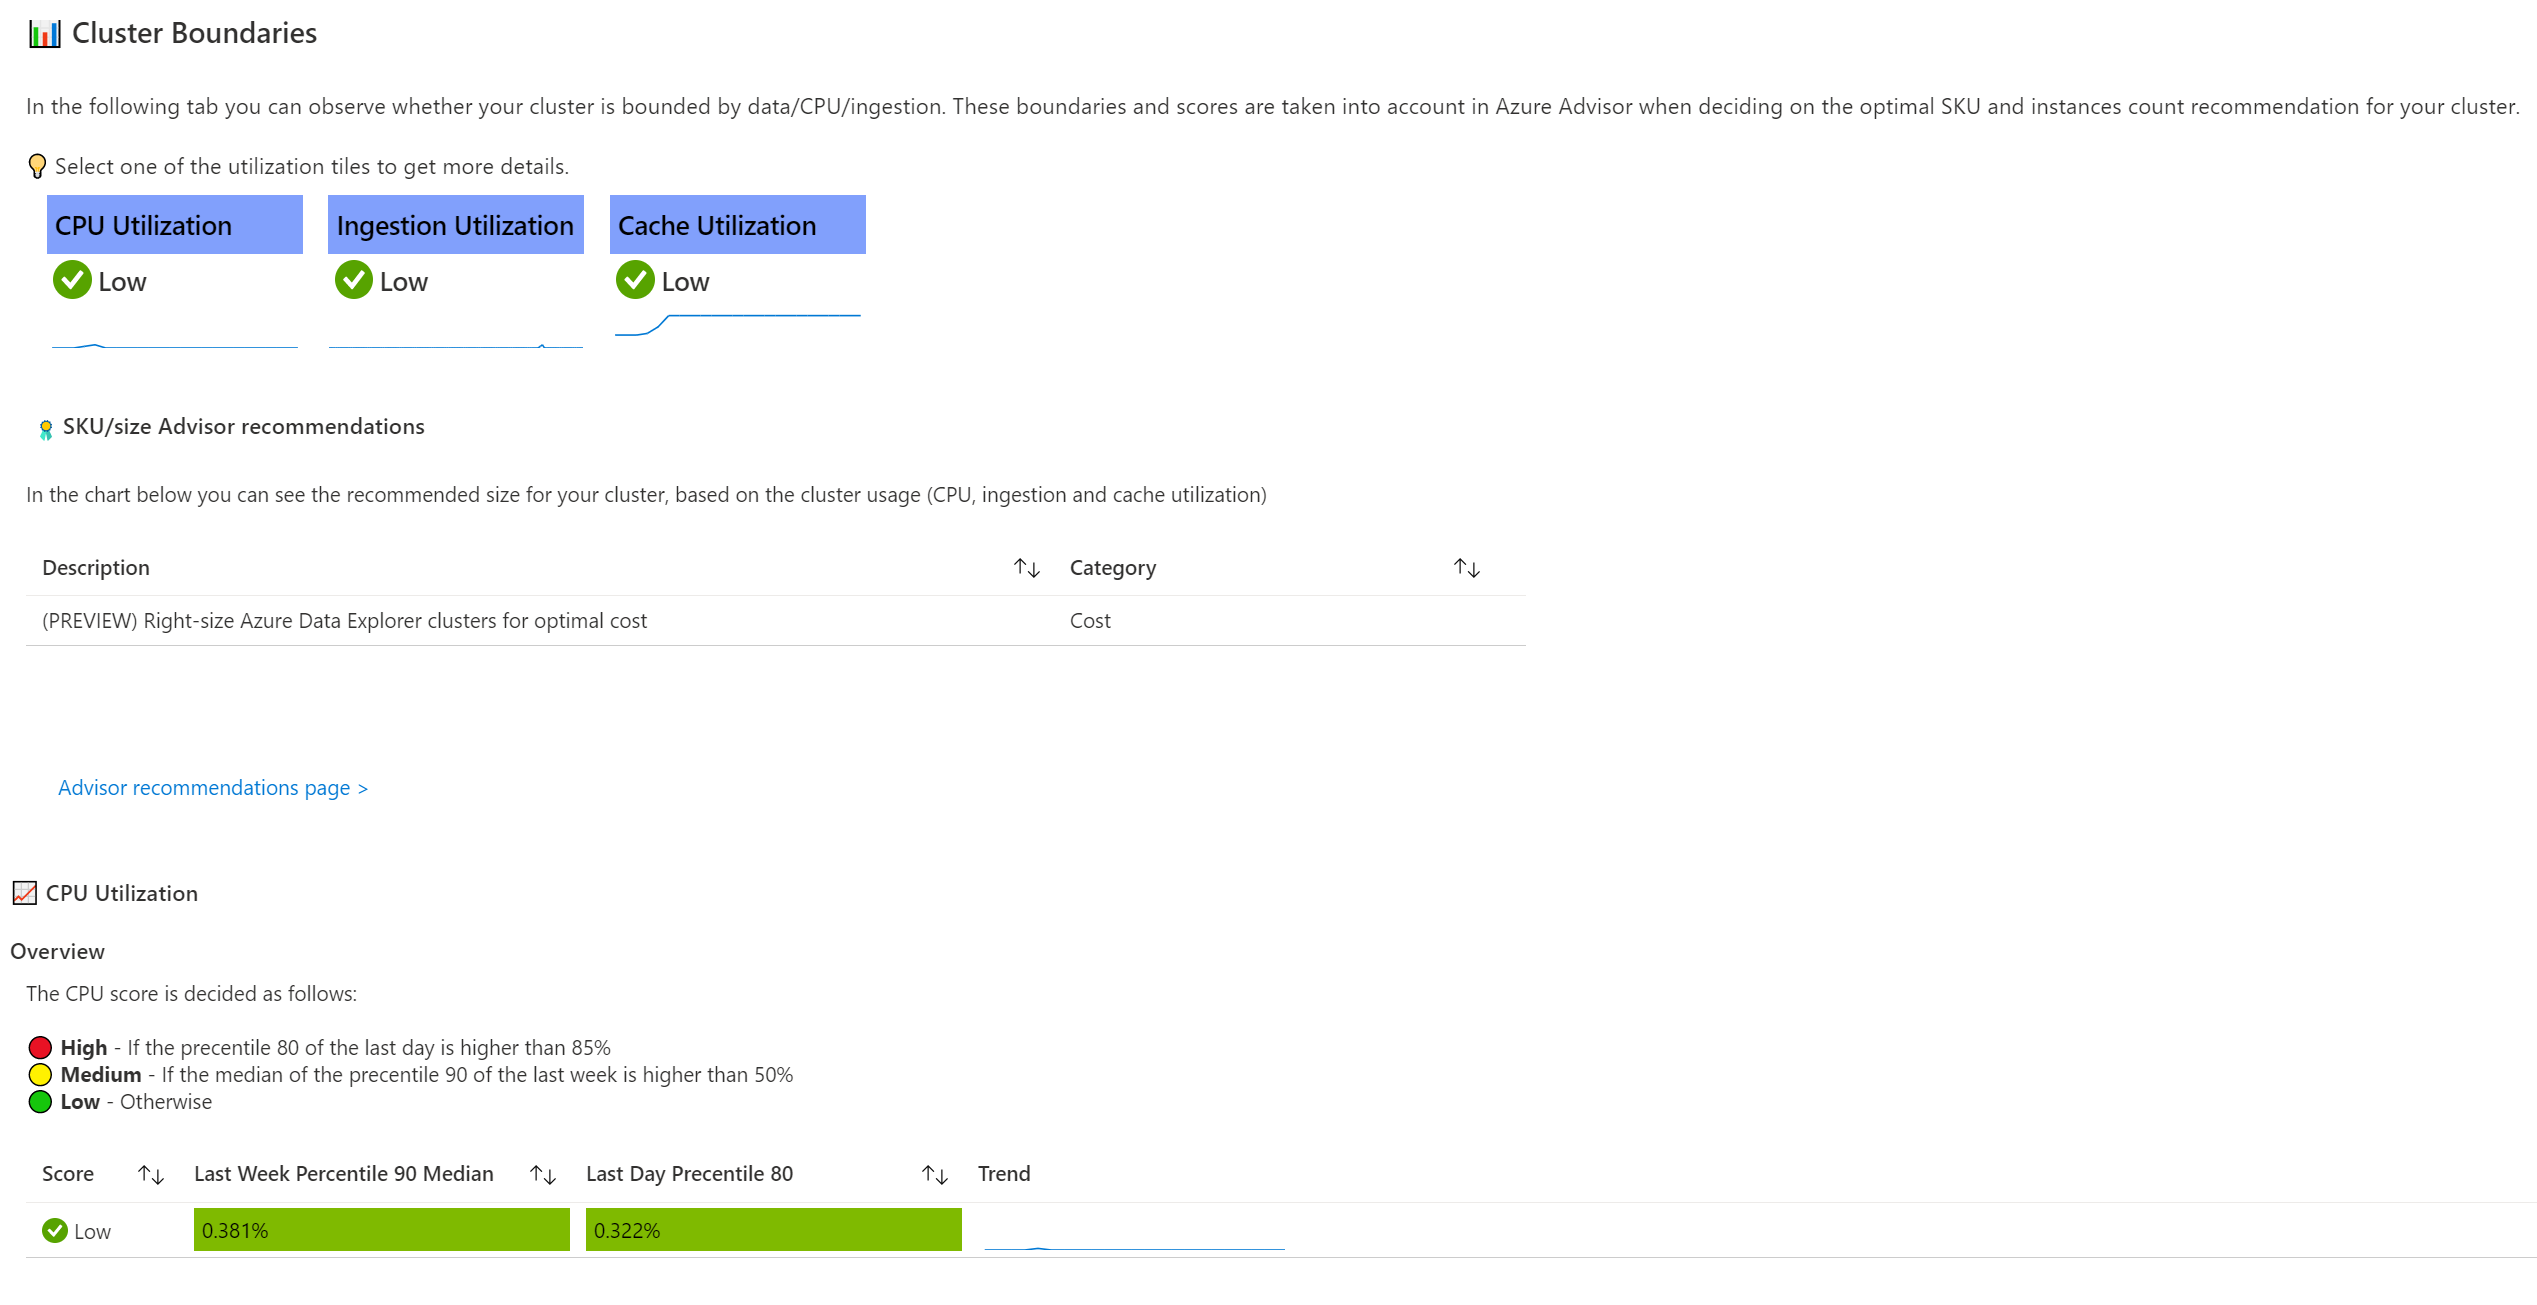 Cluster Boundaries
In the following tab you can observe whether your cluster is bounded by data/CPU/ingestion. These boundaries and scores are taken into account in Azure Advisor when deciding on the optimal SKU and instances count recommendation for your cluster.
Select one of the utilization tiles to get more details.
CPU Utilization
Low
Ingestion Utilization
Low
Cache Utilization
Low
SKU/size Advisor recommendations
In the chart below you can see the recommended size for your cluster, based on the cluster usage (CPU, ingestion and cache utilization)
Description Category
(PREVIEW) Right-size Azure Data Explorer clusters for optimal cost Cost
Advisor recommendations page >
CPU Utilization
Overview
The CPU score is decided as follows:
High - If the precentile 80 of the last day is higher than 85%
Medium - If the median of the precentile 90 of the last week is higher than 50%
Low - Otherwise
Score Last Week Percentile 90 Median Last Day Precentile 80 Trend
Low 0.381% 0.322%